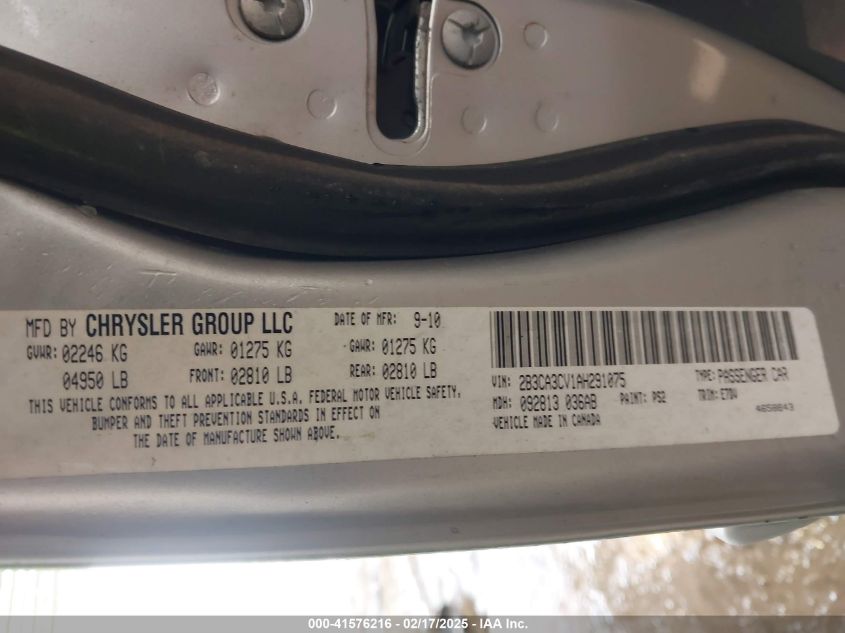 MFD BY CHRYSLER GROUP LLC DATE OF MFR: 9-10
GVWR: 02246 KG GAWR: 01275 KG GAWR: 01275 KG
04950 LB FRONT: 02810 LB REAR: 02810 LB
THIS VEHICLE CONFORMS TO ALL APPLICABLE U.S.A. FEDERAL MOTOR VEHICLE SAFETY,
BUMPER AND THEFT PREVENTION STANDARDS IN EFFECT ON
THE DATE OF MANUFACTURE SHOWN ABOVE.
VIN: 2B3CA3CV1AH291075 TYPE: PASSENGER CAR
MDH: 092813 036AB PAINT: PS2 TRIM: ETDV
VEHICLE MADE IN CANADA 4658843
000-41576216 - 02/17/2025 - IAA Inc.